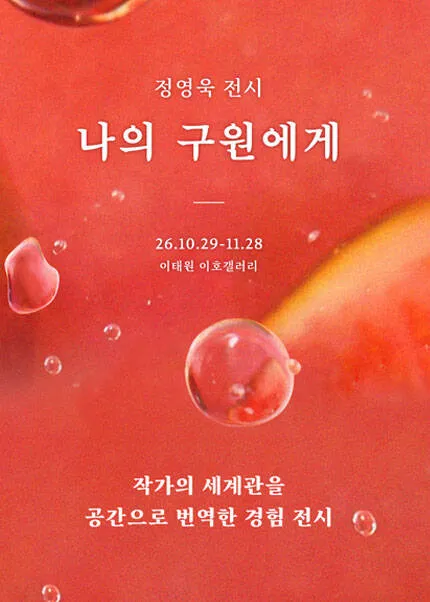 정영욱 전시
나의 구원에게
26.10.29-11.28
이태원 이호갤러리
작가의 세계관을
공간으로 번역한 경험 전시